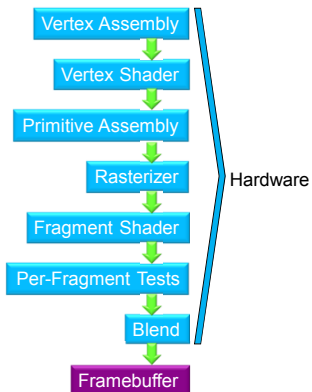 Vertex Assembly
Vertex Shader
Primitive Assembly
Rasterizer
Hardware
Fragment Shader
Per-Fragment Tests
Blend
Framebuffer